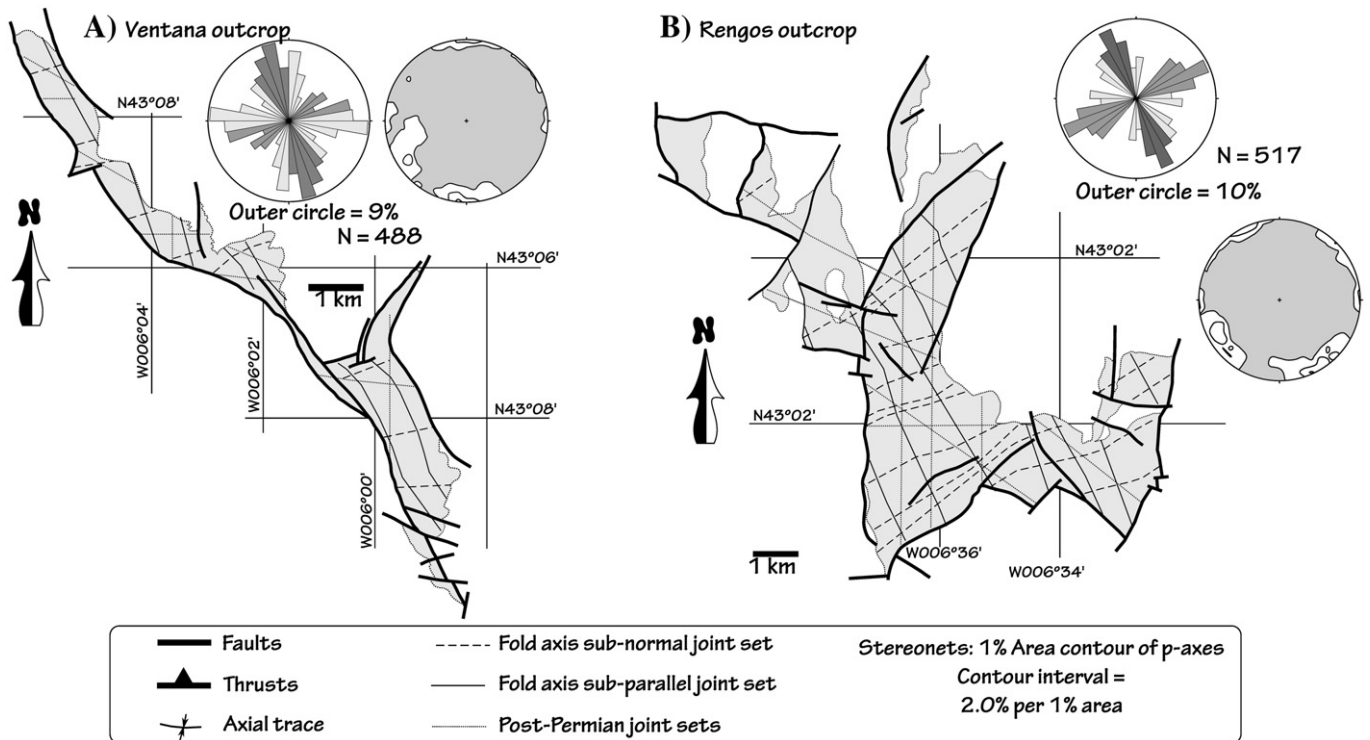 A) Ventana outcrop
N43°08'
Outer circle = 9%
N = 488
N
N43°06'
1 km
W006°04'
W006°02'
N43°08'
W006°00'
B) Rengos outcrop
N = 517
Outer circle = 10%
N43°02'
N
N43°02'
1 km
W006°36'
W006°34'
Faults
Thrusts
Axial trace
Fold axis sub-normal joint set
Fold axis sub-parallel joint set
Post-Permian joint sets
Stereonets: 1% Area contour of p-axes
Contour interval =
2.0% per 1% area